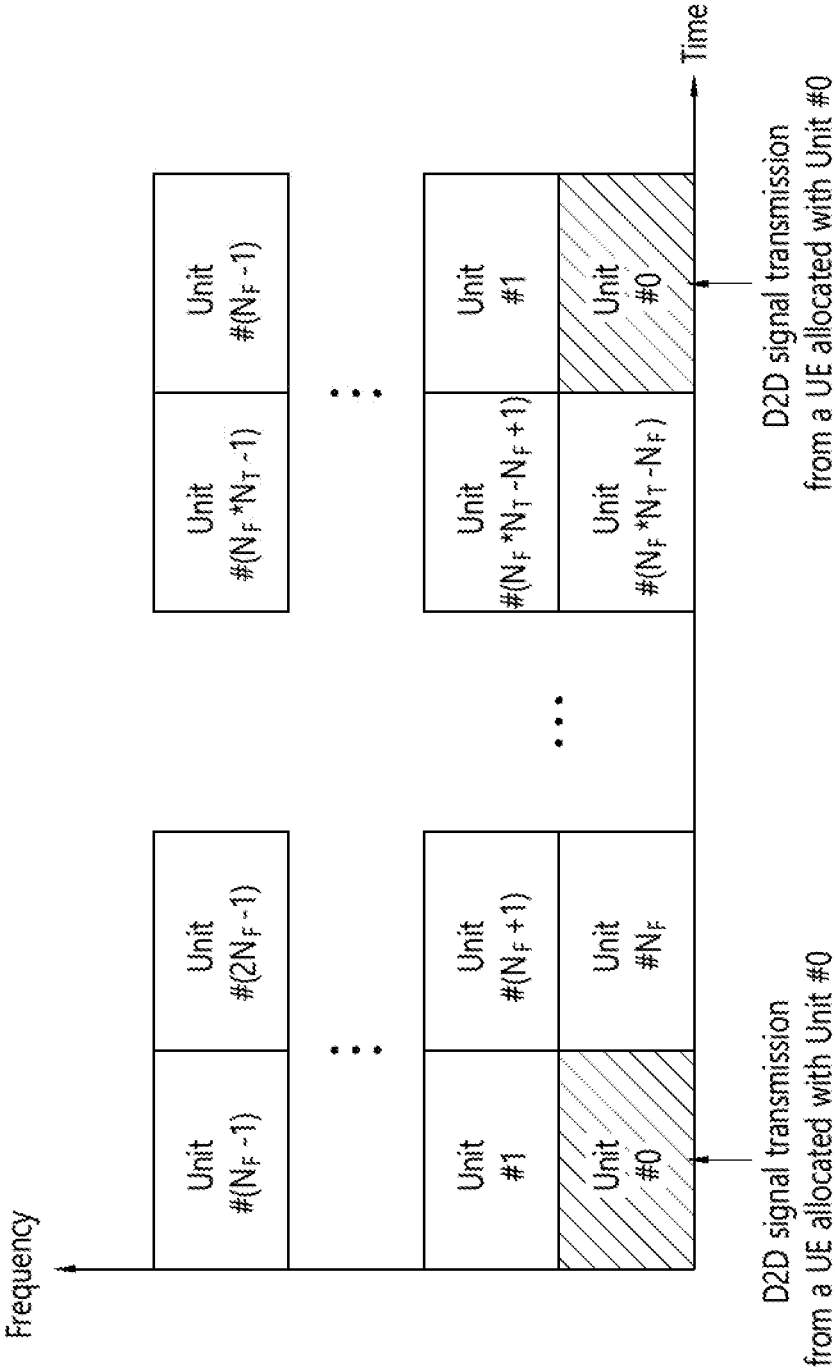 Frequency
Unit
#(N_F -1)
Unit
#(2N_F -1)
Unit
#(N_F *N_T -1)
Unit
#(N_F -1)
Unit
#1
Unit
#(N_F +1)
Unit
#(N_F *N_T -N_F +1)
Unit
#1
Unit
#0
Unit
#N_F
Unit
#(N_F *N_T -N_F)
Unit
#0
Time
D2D signal transmission
from a UE allocated with Unit #0
D2D signal transmission
from a UE allocated with Unit #0